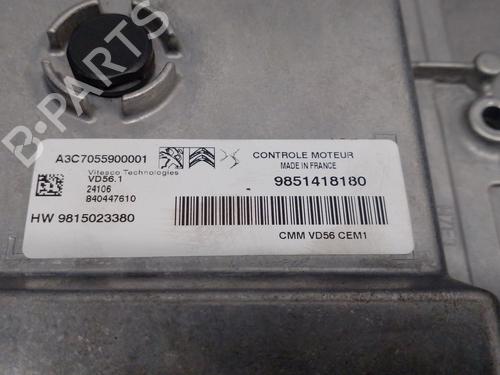 B-PARTS
A3C7055900001
CONTROLE MOTEUR
Vitesco Technologies
MADE IN FRANCE
VD56.1
24106
840447610
9851418180
HW 9815023380
CMM VD56 CEM1